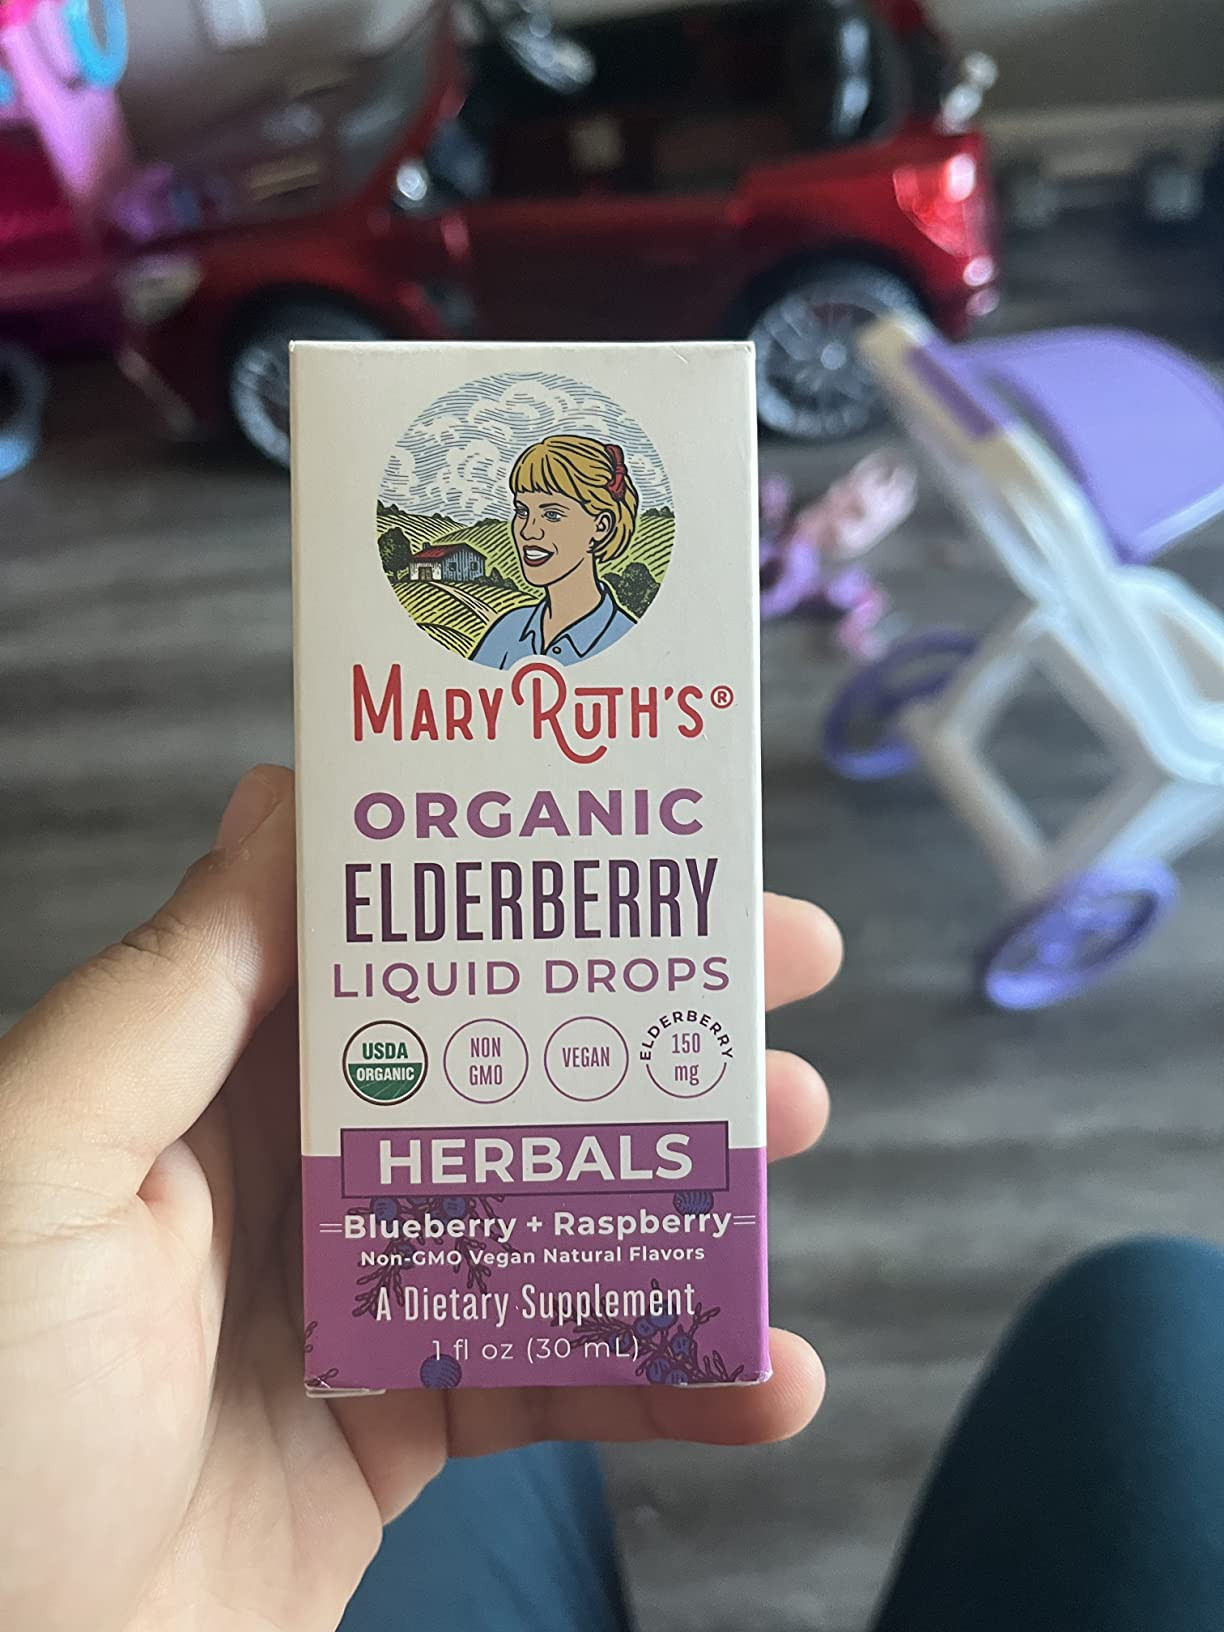 MARY RUTH'S®
ORGANIC
ELDERBERRY
LIQUID DROPS
USDA
ORGANIC
NON
GMO
VEGAN
ELDERBERRY
150
mg
HERBALS
Blueberry + Raspberry
Non-GMO Vegan Natural Flavors
A Dietary Supplement
1 fl oz (30 mL)